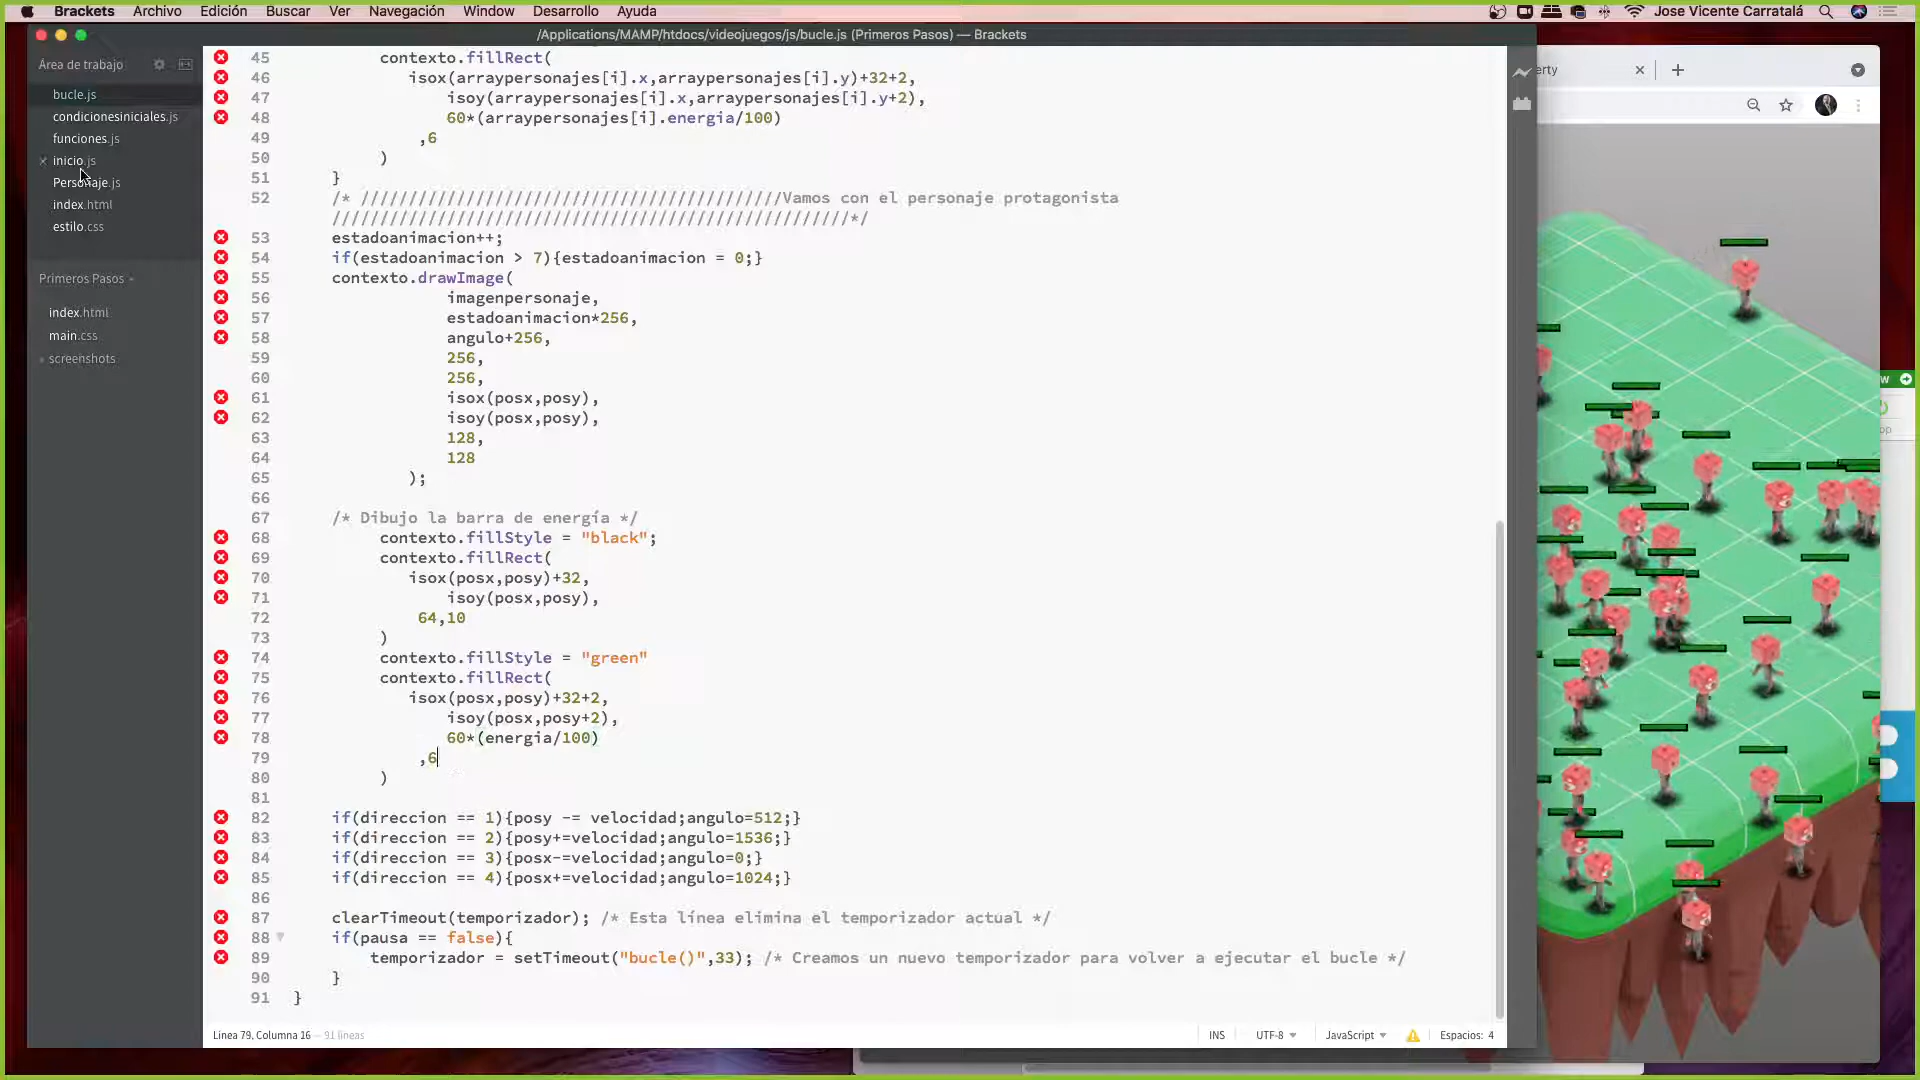 Brackets Archivo Edición Buscar Ver Navegación Window Desarrollo Ayuda Jose Vicente Carratalá
/Applications/MAMP/htdocs/videojuegos/js/bucle.js (Primeros Pasos) — Brackets
Área de trabajo
bucle.js
condicionesiniciales.js
funciones.js
inicio.js
Personaje.js
index.html
estilo.css
Primeros Pasos
index.html
main.css
screenshots
45 contexto.fillRect(
46 isox(arraypersonajes[i].x,arraypersonajes[i].y)+32+2,
47 isoy(arraypersonajes[i].x,arraypersonajes[i].y+2),
48 60*(arraypersonajes[i].energia/100)
49 ,6
50 )
51 }
52 /* ////////////////////////////////////////////Vamos con el personaje protagonista
//////////////////////////////////////////////////////*/
53 estadoanimacion++;
54 if(estadoanimacion > 7){estadoanimacion = 0;}
55 contexto.drawImage(
56 imagenpersonaje,
57 estadoanimacion*256,
58 angulo+256,
59 256,
60 256,
61 isox(posx,posy),
62 isoy(posx,posy),
63 128,
64 128
65 );
66
67 /* Dibujo la barra de energía */
68 contexto.fillStyle = "black";
69 contexto.fillRect(
70 isox(posx,posy)+32,
71 isoy(posx,posy),
72 64,10
73 )
74 contexto.fillStyle = "green"
75 contexto.fillRect(
76 isox(posx,posy)+32+2,
77 isoy(posx,posy+2),
78 60*(energia/100)
79 ,6
80 )
81
82 if(direccion == 1){posy -= velocidad;angulo=512;}
83 if(direccion == 2){posy+=velocidad;angulo=1536;}
84 if(direccion == 3){posx-=velocidad;angulo=0;}
85 if(direccion == 4){posx+=velocidad;angulo=1024;}
86
87 clearTimeout(temporizador); /* Esta línea elimina el temporizador actual */
88 if(pausa == false){
89 temporizador = setTimeout("bucle()",33); /* Creamos un nuevo temporizador para volver a ejecutar el bucle */
90 }
91 }
Línea 79, Columna 16 — 91 líneas
INS UTF-8 JavaScript Espacios: 4
erty
w
op